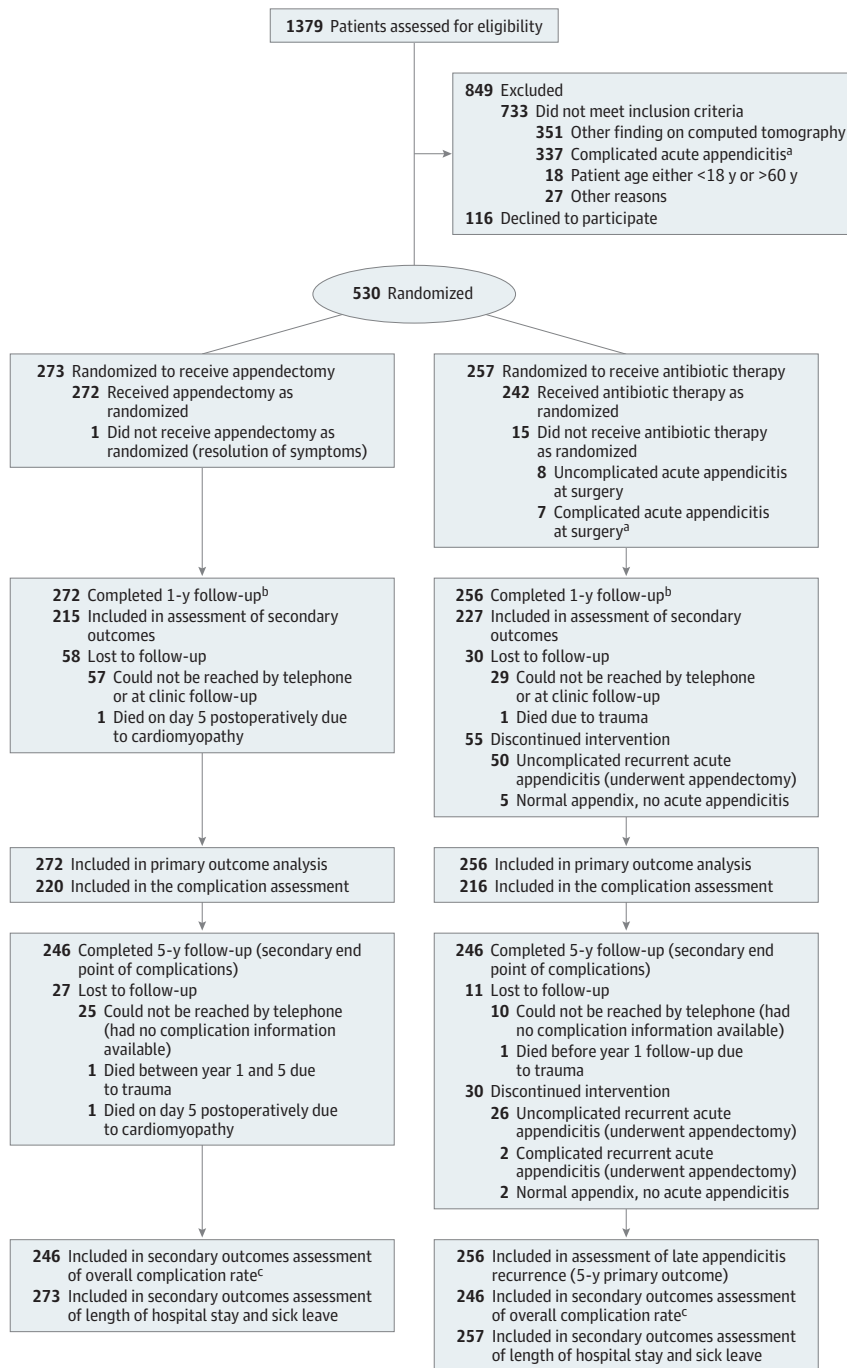 1379 Patients assessed for eligibility
849 Excluded
733 Did not meet inclusion criteria
351 Other finding on computed tomography
337 Complicated acute appendicitisa
18 Patient age either <18 y or >60 y
27 Other reasons
116 Declined to participate
530 Randomized
273 Randomized to receive appendectomy
272 Received appendectomy as
randomized
1 Did not receive appendectomy as
randomized (resolution of symptoms)
257 Randomized to receive antibiotic therapy
242 Received antibiotic therapy as
randomized
15 Did not receive antibiotic therapy
as randomized
8 Uncomplicated acute appendicitis
at surgery
7 Complicated acute appendicitis
at surgerya
272 Completed 1-y follow-upb
215 Included in assessment of secondary
outcomes
58 Lost to follow-up
57 Could not be reached by telephone
or at clinic follow-up
1 Died on day 5 postoperatively due
to cardiomyopathy
256 Completed 1-y follow-upb
227 Included in assessment of secondary
outcomes
30 Lost to follow-up
29 Could not be reached by telephone
or at clinic follow-up
1 Died due to trauma
55 Discontinued intervention
50 Uncomplicated recurrent acute
appendicitis (underwent appendectomy)
5 Normal appendix, no acute appendicitis
272 Included in primary outcome analysis
220 Included in the complication assessment
256 Included in primary outcome analysis
216 Included in the complication assessment
246 Completed 5-y follow-up (secondary end
point of complications)
27 Lost to follow-up
25 Could not be reached by telephone
(had no complication information
available)
1 Died between year 1 and 5 due
to trauma
1 Died on day 5 postoperatively due
to cardiomyopathy
246 Completed 5-y follow-up (secondary end
point of complications)
11 Lost to follow-up
10 Could not be reached by telephone (had
no complication information available)
1 Died before year 1 follow-up due
to trauma
30 Discontinued intervention
26 Uncomplicated recurrent acute
appendicitis (underwent appendectomy)
2 Complicated recurrent acute
appendicitis (underwent appendectomy)
2 Normal appendix, no acute appendicitis
246 Included in secondary outcomes assessment
of overall complication ratec
273 Included in secondary outcomes assessment
of length of hospital stay and sick leave
256 Included in assessment of late appendicitis
recurrence (5-y primary outcome)
246 Included in secondary outcomes assessment
of overall complication ratec
257 Included in secondary outcomes assessment
of length of hospital stay and sick leave